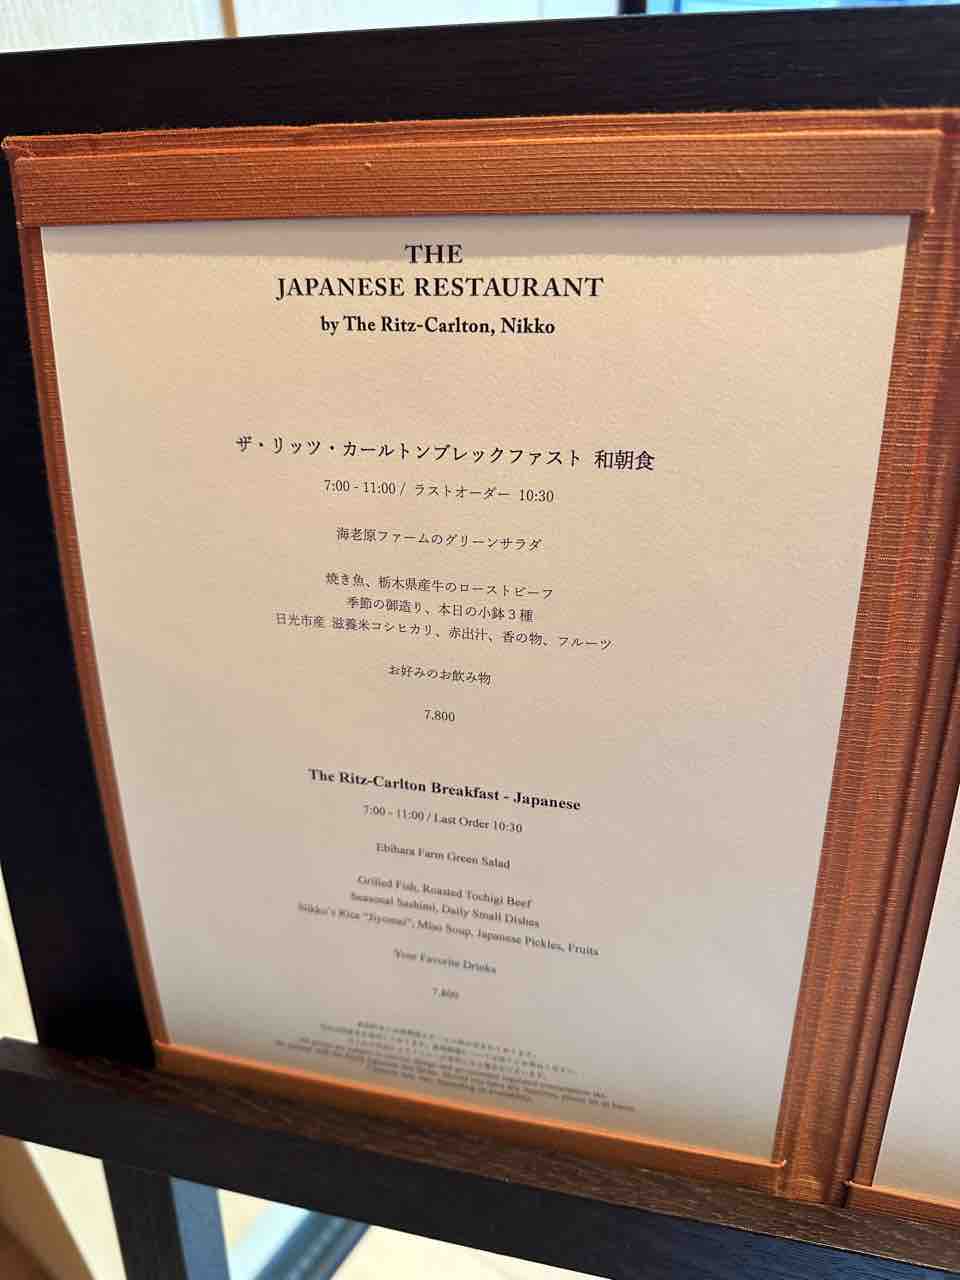 THE
JAPANESE RESTAURANT
by The Ritz-Carlton, Nikko
ザ・リッツ・カールトンブレックファスト 和朝食
7:00 - 11:00 / ラストオーダー 10:30
海老原ファームのグリーンサラダ
焼き魚、栃木県産牛のローストビーフ
季節の御造り、本日の小鉢3種
日光市産 滋養米コシヒカリ、赤出汁、香の物、フルーツ
お好みのお飲み物
7.800
The Ritz-Carlton Breakfast - Japanese
7:00 - 11:00 / Last Order 10:30
Ebihara Farm Green Salad
Grilled Fish, Roasted Tochigi Beef
Seasonal Sashimi, Daily Small Dishes
Nikko's Rice "Jiyomai", Miso Soup, Japanese Pickles, Fruits
Your Favorite Drinks
7.800